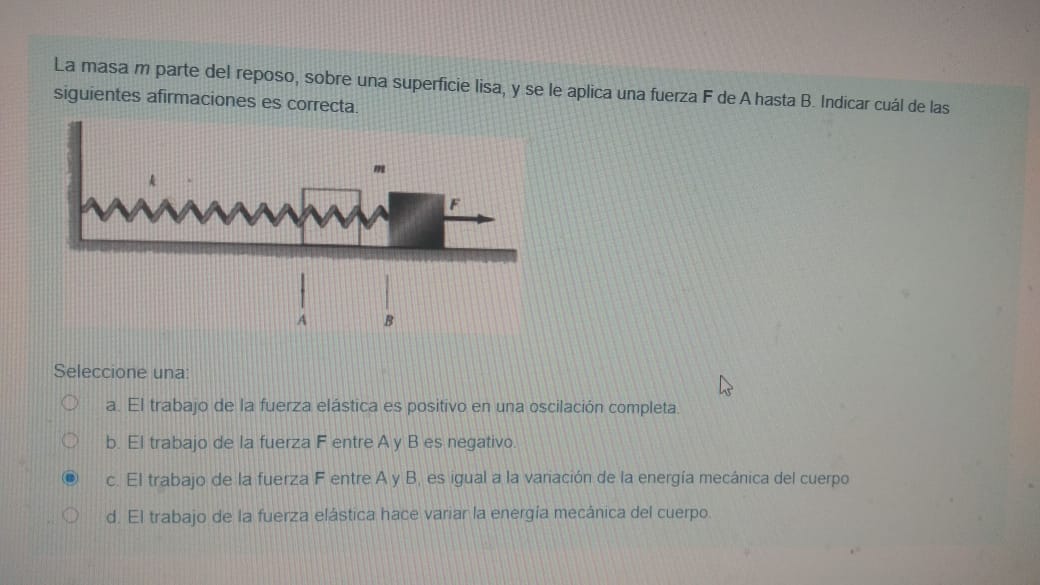 La masa m parte del reposo, sobre una superficie lisa, y se le aplica una fuerza F de A hasta B. Indicar cuál de las
siguientes afirmaciones es correcta.
k
m
F
A
B
Seleccione una:
a. El trabajo de la fuerza elástica es positivo en una oscilación completa.
b. El trabajo de la fuerza F entre A y B es negativo.
c. El trabajo de la fuerza F entre A y B, es igual a la variación de la energía mecánica del cuerpo
d. El trabajo de la fuerza elástica hace variar la energía mecánica del cuerpo.